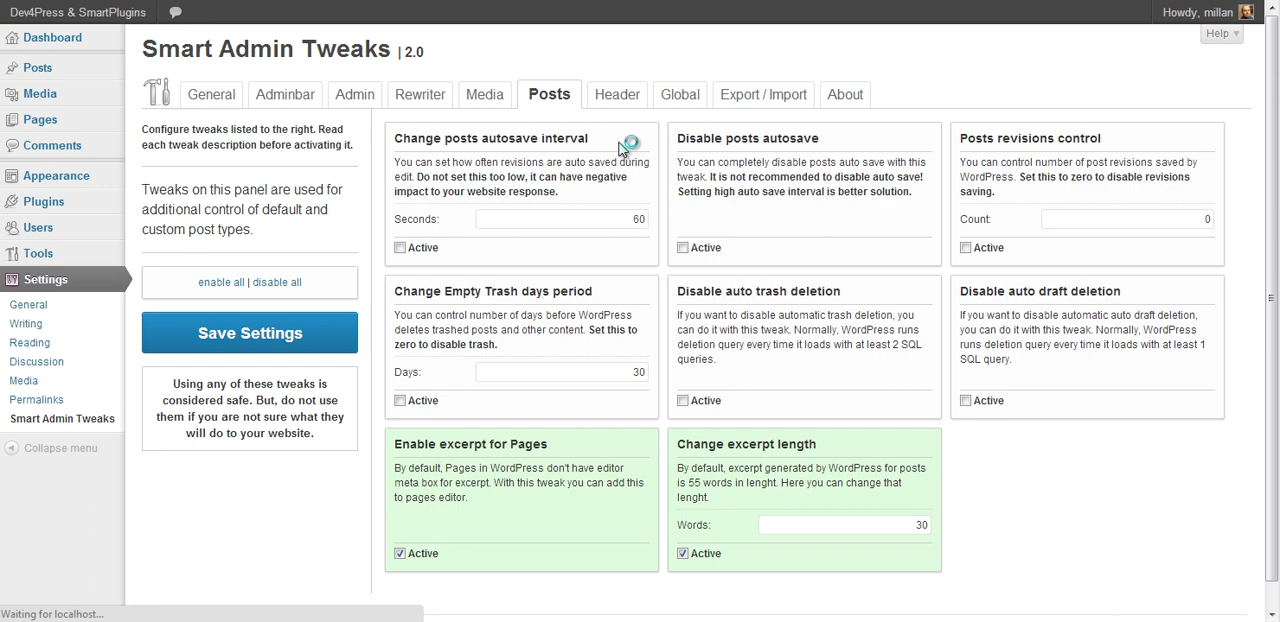 Dev4Press & SmartPlugins
Howdy, millan
Help
Dashboard
Posts
Media
Pages
Comments
Appearance
Plugins
Users
Tools
Settings
General
Writing
Reading
Discussion
Media
Permalinks
Smart Admin Tweaks
Collapse menu
Smart Admin Tweaks | 2.0
General Adminbar Admin Rewriter Media Posts Header Global Export / Import About
Configure tweaks listed to the right. Read
each tweak description before activating it.
Tweaks on this panel are used for
additional control of default and
custom post types.
enable all | disable all
Save Settings
Using any of these tweaks is
considered safe. But, do not use
them if you are not sure what they
will do to your website.
Change posts autosave interval
You can set how often revisions are auto saved during
edit. Do not set this too low, it can have negative
impact to your website response.
Seconds: 60
Active
Disable posts autosave
You can completely disable posts auto save with this
tweak. It is not recommended to disable auto save!
Setting high auto save interval is better solution.
Active
Posts revisions control
You can control number of post revisions saved by
WordPress. Set this to zero to disable revisions
saving.
Count: 0
Active
Change Empty Trash days period
You can control number of days before WordPress
deletes trashed posts and other content. Set this to
zero to disable trash.
Days: 30
Active
Disable auto trash deletion
If you want to disable automatic trash deletion, you
can do it with this tweak. Normally, WordPress runs
deletion query every time it loads with at least 2 SQL
queries.
Active
Disable auto draft deletion
If you want to disable automatic auto draft deletion,
you can do it with this tweak. Normally, WordPress
runs deletion query every time it loads with at least 1
SQL query.
Active
Enable excerpt for Pages
By default, Pages in WordPress don't have editor
meta box for excerpt. With this tweak you can add this
to pages editor.
Active
Change excerpt length
By default, excerpt generated by WordPress for posts
is 55 words in lenght. Here you can change that
lenght.
Words: 30
Active
Waiting for localhost...